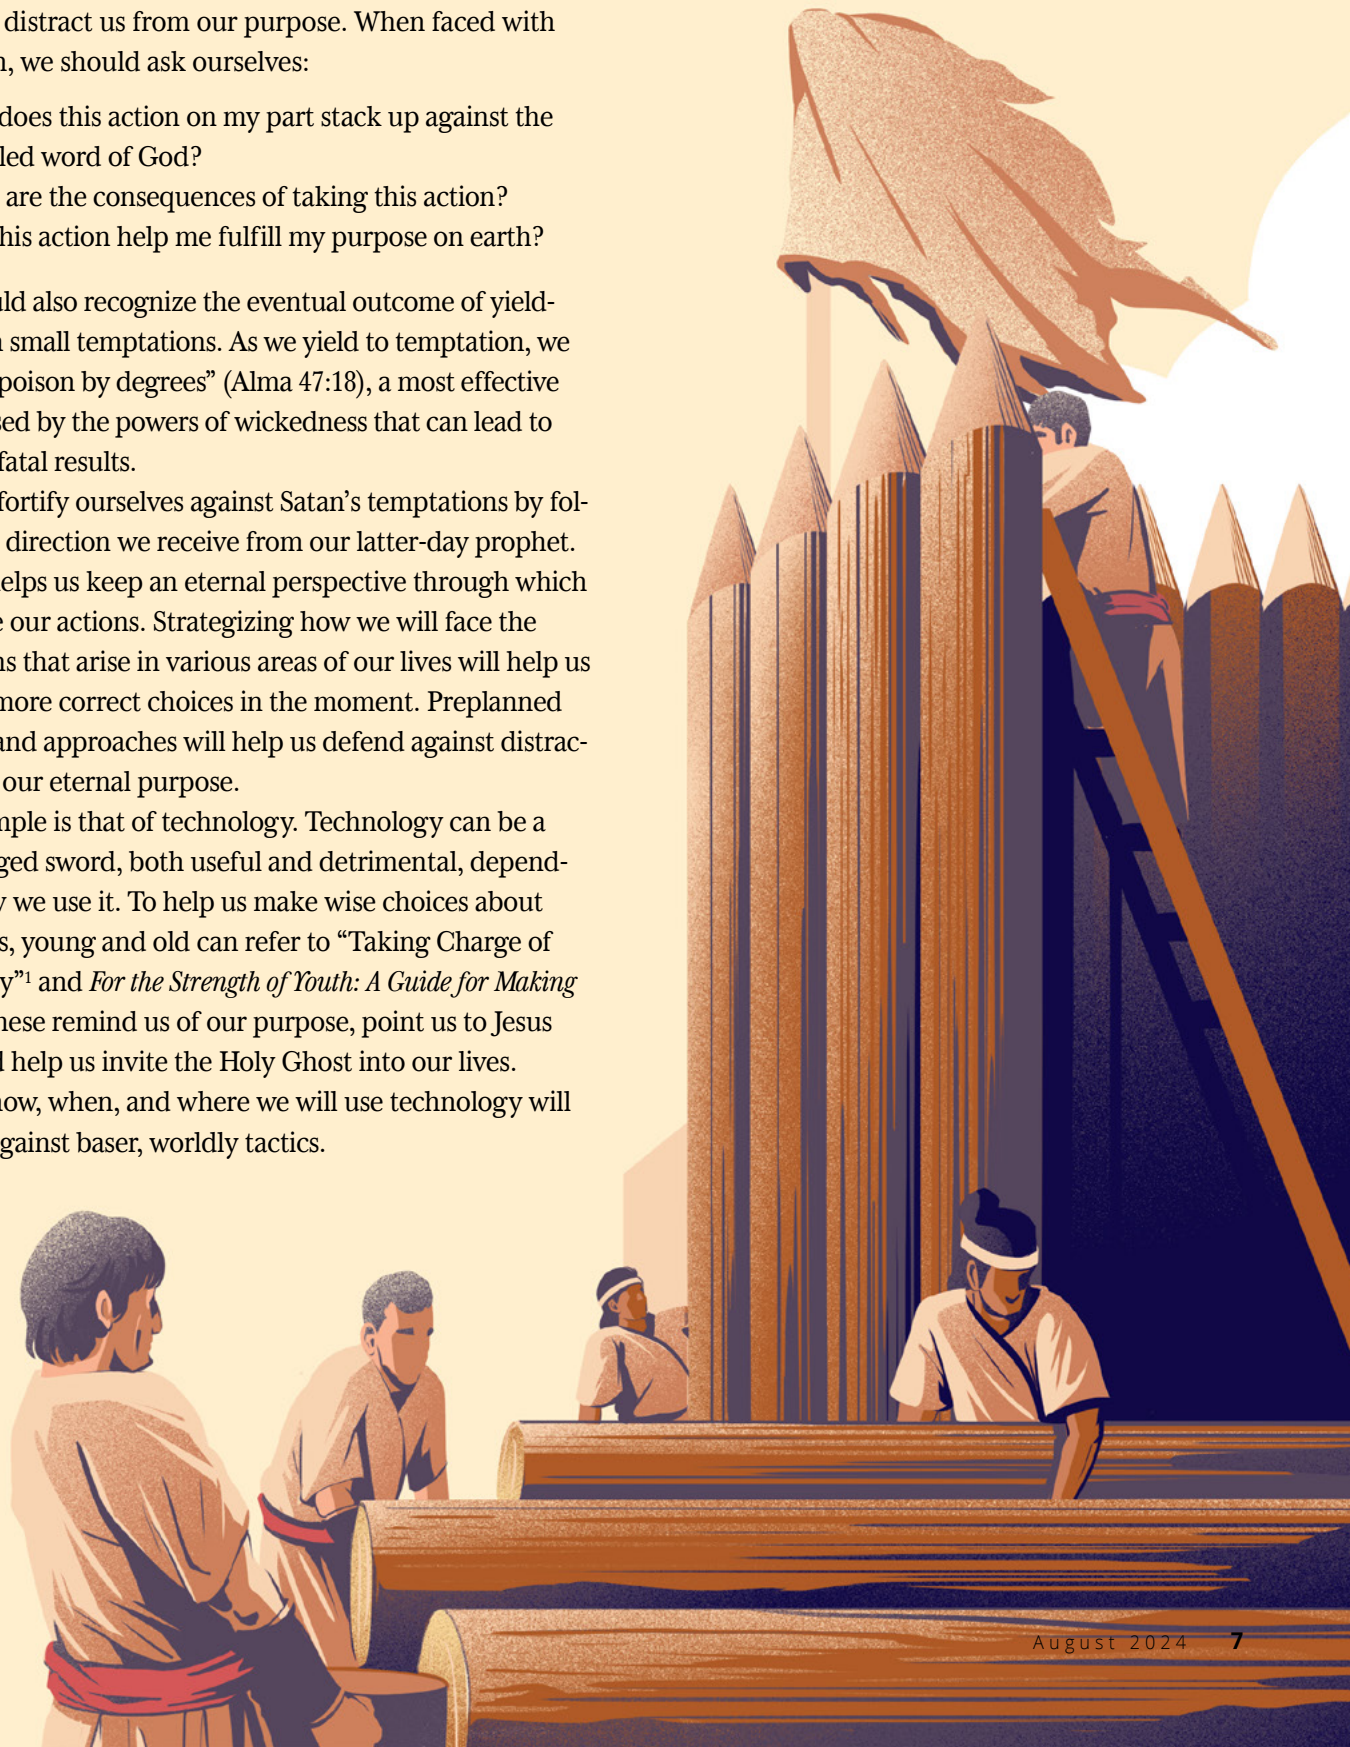 distract us from our purpose. When faced with
n, we should ask ourselves:
does this action on my part stack up against the
led word of God?
are the consequences of taking this action?
his action help me fulfill my purpose on earth?
uld also recognize the eventual outcome of yield-
n small temptations. As we yield to temptation, we
poison by degrees” (Alma 47:18), a most effective
sed by the powers of wickedness that can lead to
fatal results.
fortify ourselves against Satan’s temptations by fol-
direction we receive from our latter-day prophet.
elps us keep an eternal perspective through which
e our actions. Strategizing how we will face the
ns that arise in various areas of our lives will help us
more correct choices in the moment. Preplanned
and approaches will help us defend against distrac-
our eternal purpose.
mple is that of technology. Technology can be a
ged sword, both useful and detrimental, depend-
w we use it. To help us make wise choices about
s, young and old can refer to “Taking Charge of
y”¹ and For the Strength of Youth: A Guide for Making
hese remind us of our purpose, point us to Jesus
d help us invite the Holy Ghost into our lives.
how, when, and where we will use technology will
gainst baser, worldly tactics.
August 2024 7